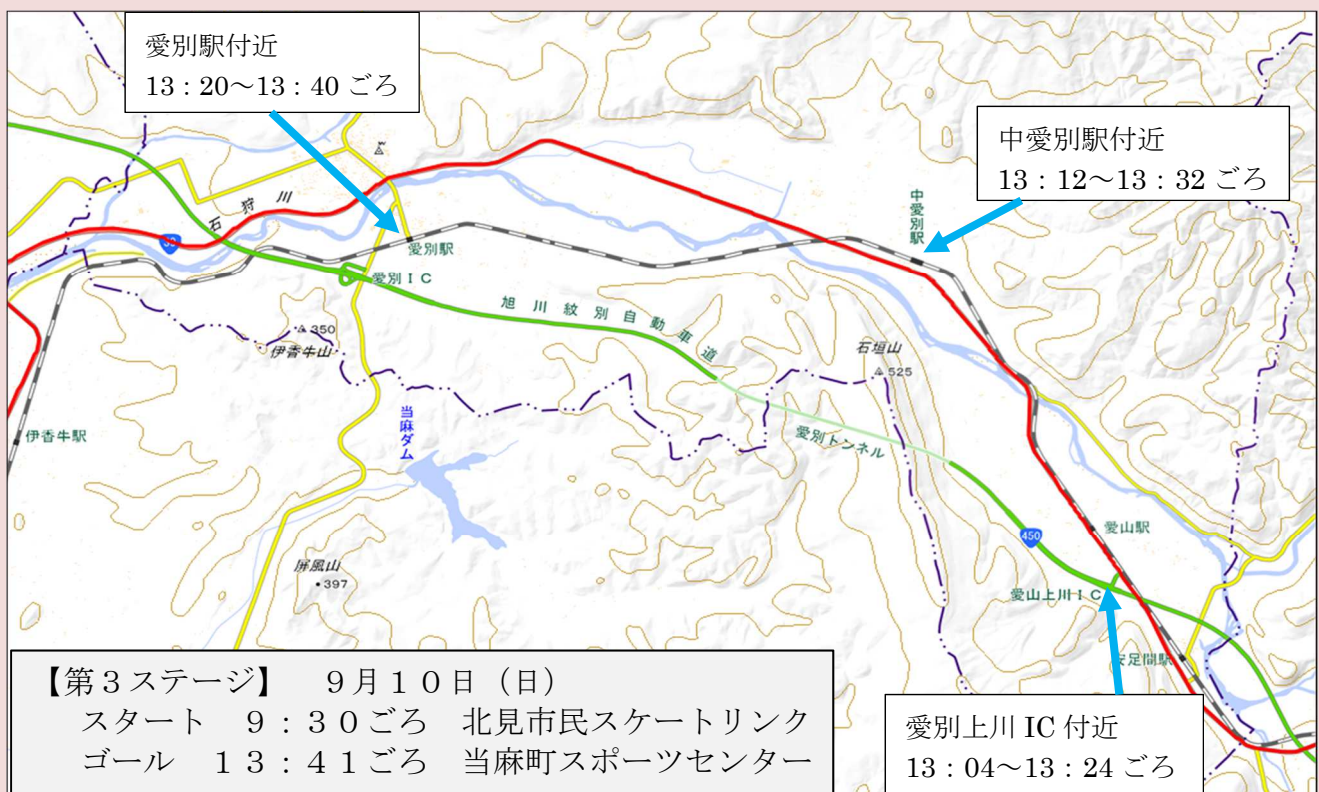 愛別駅付近
13：20～13：40 ごろ
中愛別駅付近
13：12～13：32 ごろ
中愛別駅
石狩川
39
愛別駅
愛別ＩＣ
旭川紋別自動車道
350
伊香牛山
石垣山
525
当麻ダム
伊香牛駅
愛別トンネル
450
愛山駅
屏風山
397
愛山上川ＩＣ
安足間駅
【第３ステージ】　９月１０日（日）
スタート　９：３０ごろ　北見市民スケートリンク
ゴール　１３：４１ごろ　当麻町スポーツセンター
愛別上川 IC 付近
13：04～13：24 ごろ